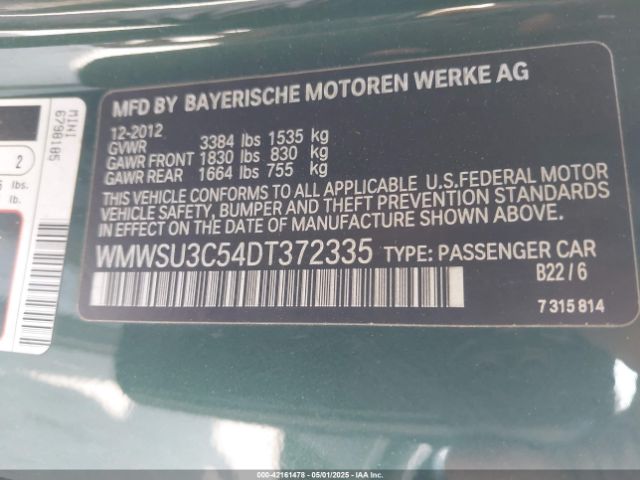 MFD BY BAYERISCHE MOTOREN WERKE AG
12-2012
GVWR 3384 lbs 1535 kg
GAWR FRONT 1830 lbs 830 kg
GAWR REAR 1664 lbs 755 kg
THIS VEHICLE CONFORMS TO ALL APPLICABLE U.S.FEDERAL MOTOR
VEHICLE SAFETY, BUMPER AND THEFT PREVENTION STANDARDS
IN EFFECT ON THE DATE OF MANUFACTURE SHOWN ABOVE.
WMWSU3C54DT372335 TYPE: PASSENGER CAR
B22 / 6
7 315 814
MINI
6798185
2
lbs.
lb.
000-42161478 — 05/01/2025 — IAA Inc.